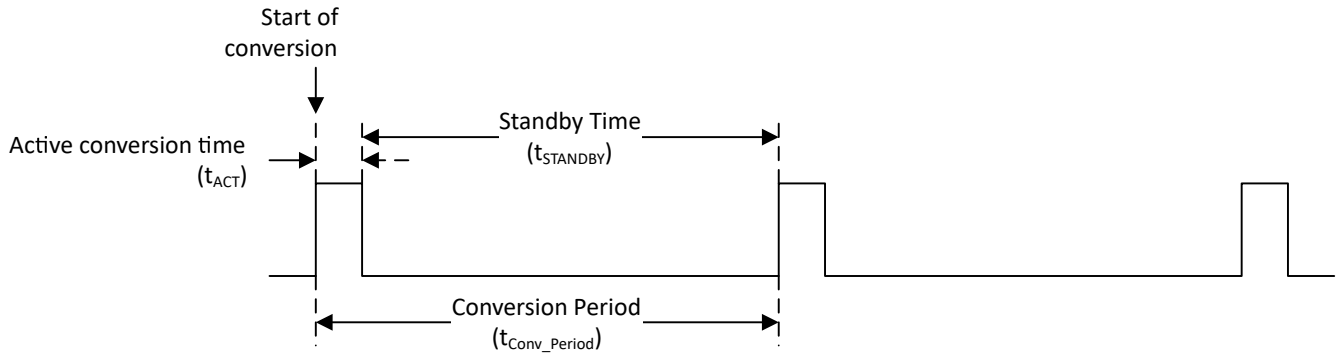 Start of
conversion
Active conversion time
(tACT)
Standby Time
(tSTANDBY)
Conversion Period
(tConv_Period)